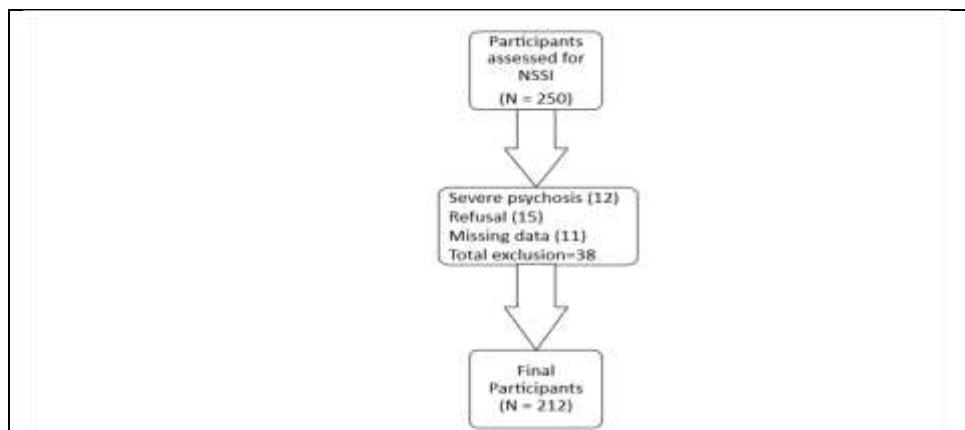 Participants
assessed for
NSSI
(N = 250)
Severe psychosis (12)
Refusal (15)
Missing data (11)
Total exclusion=38
Final
Participants
(N = 212)